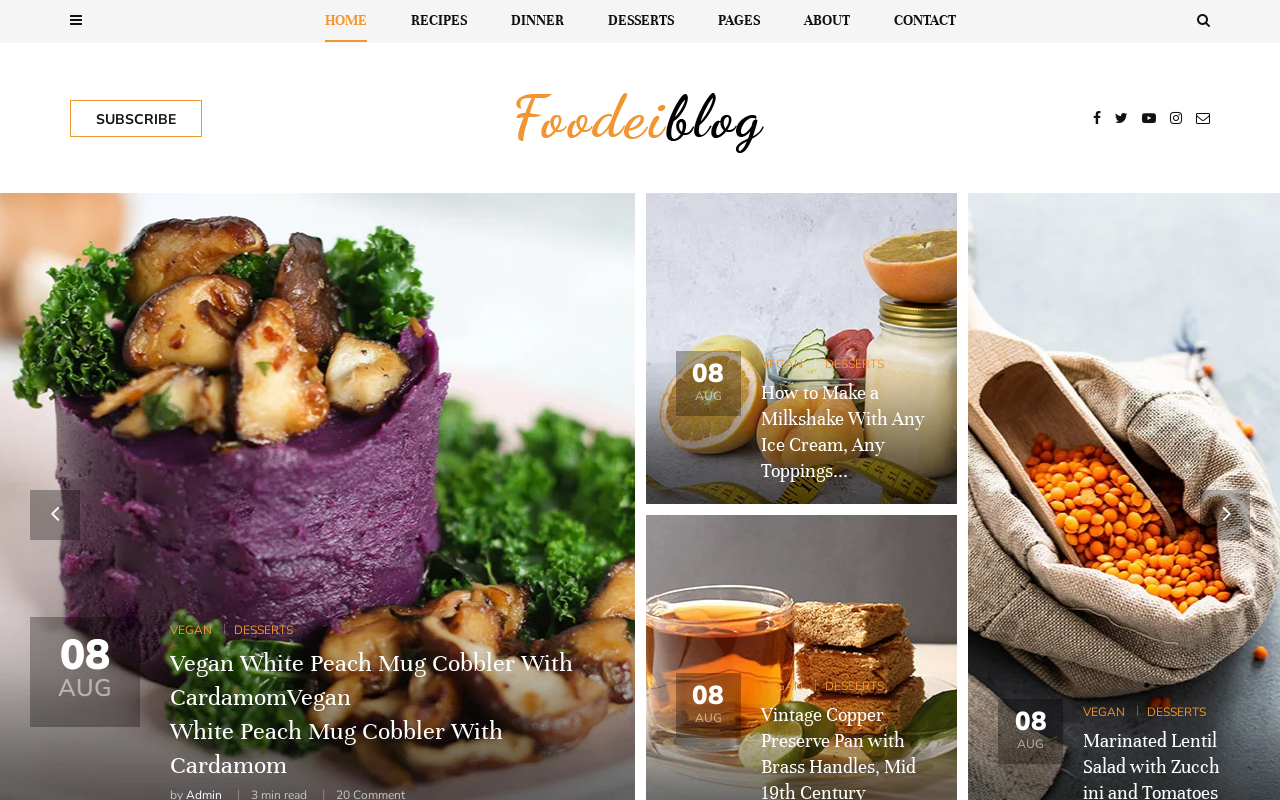 HOME RECIPES DINNER DESSERTS PAGES ABOUT CONTACT
SUBSCRIBE
Foodeiblog
08
AUG
VEGAN DESSERTS
Vegan White Peach Mug Cobbler With
CardamomVegan
White Peach Mug Cobbler With
Cardamom
by Admin 3 min read 20 Comment
08
AUG
VEGAN DESSERTS
How to Make a
Milkshake With Any
Ice Cream, Any
Toppings...
08
AUG
VEGAN DESSERTS
Vintage Copper
Preserve Pan with
Brass Handles, Mid
19th Century
08
AUG
VEGAN DESSERTS
Marinated Lentil
Salad with Zucch
ini and Tomatoes